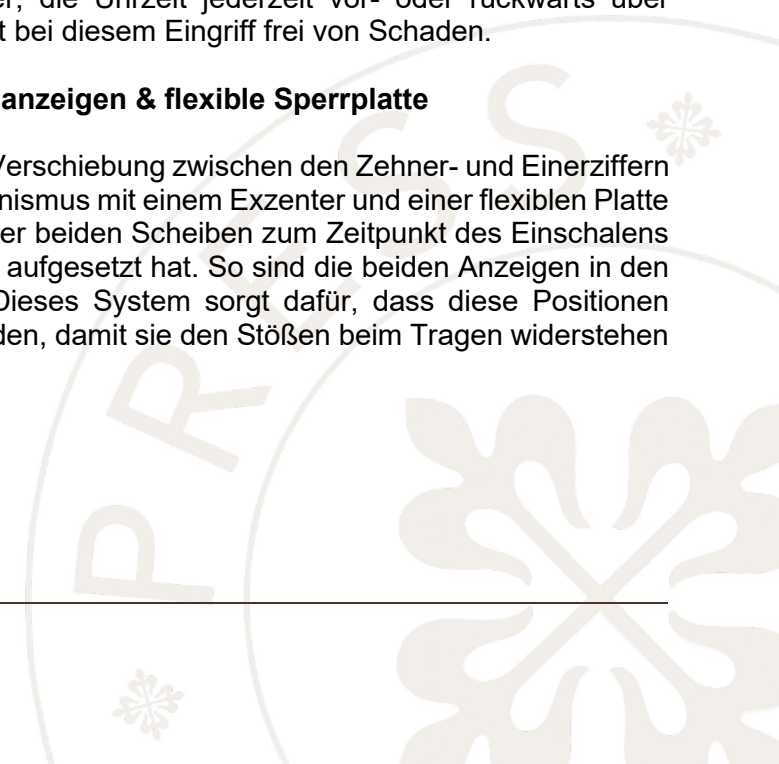 die Uhrzeit jederzeit vor- oder rückwärts über
t bei diesem Eingriff frei von Schaden.
anzeigen & flexible Sperrplatte
Verschiebung zwischen den Zehner- und Einerziffern
nismus mit einem Exzenter und einer flexiblen Platte
er beiden Scheiben zum Zeitpunkt des Einschalens
aufgesetzt hat. So sind die beiden Anzeigen in den
Dieses System sorgt dafür, dass diese Positionen
den, damit sie den Stößen beim Tragen widerstehen
PRESS